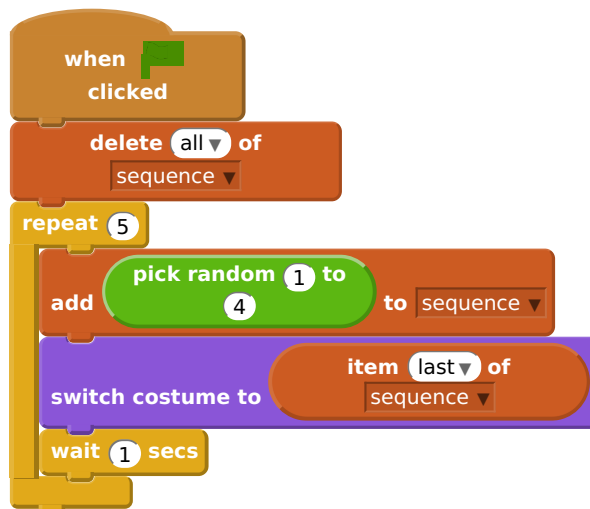 when
clicked
delete all ▼ of
sequence ▼
repeat 5
add pick random 1 to
4 to sequence ▼
switch costume to item last ▼ of
sequence ▼
wait 1 secs